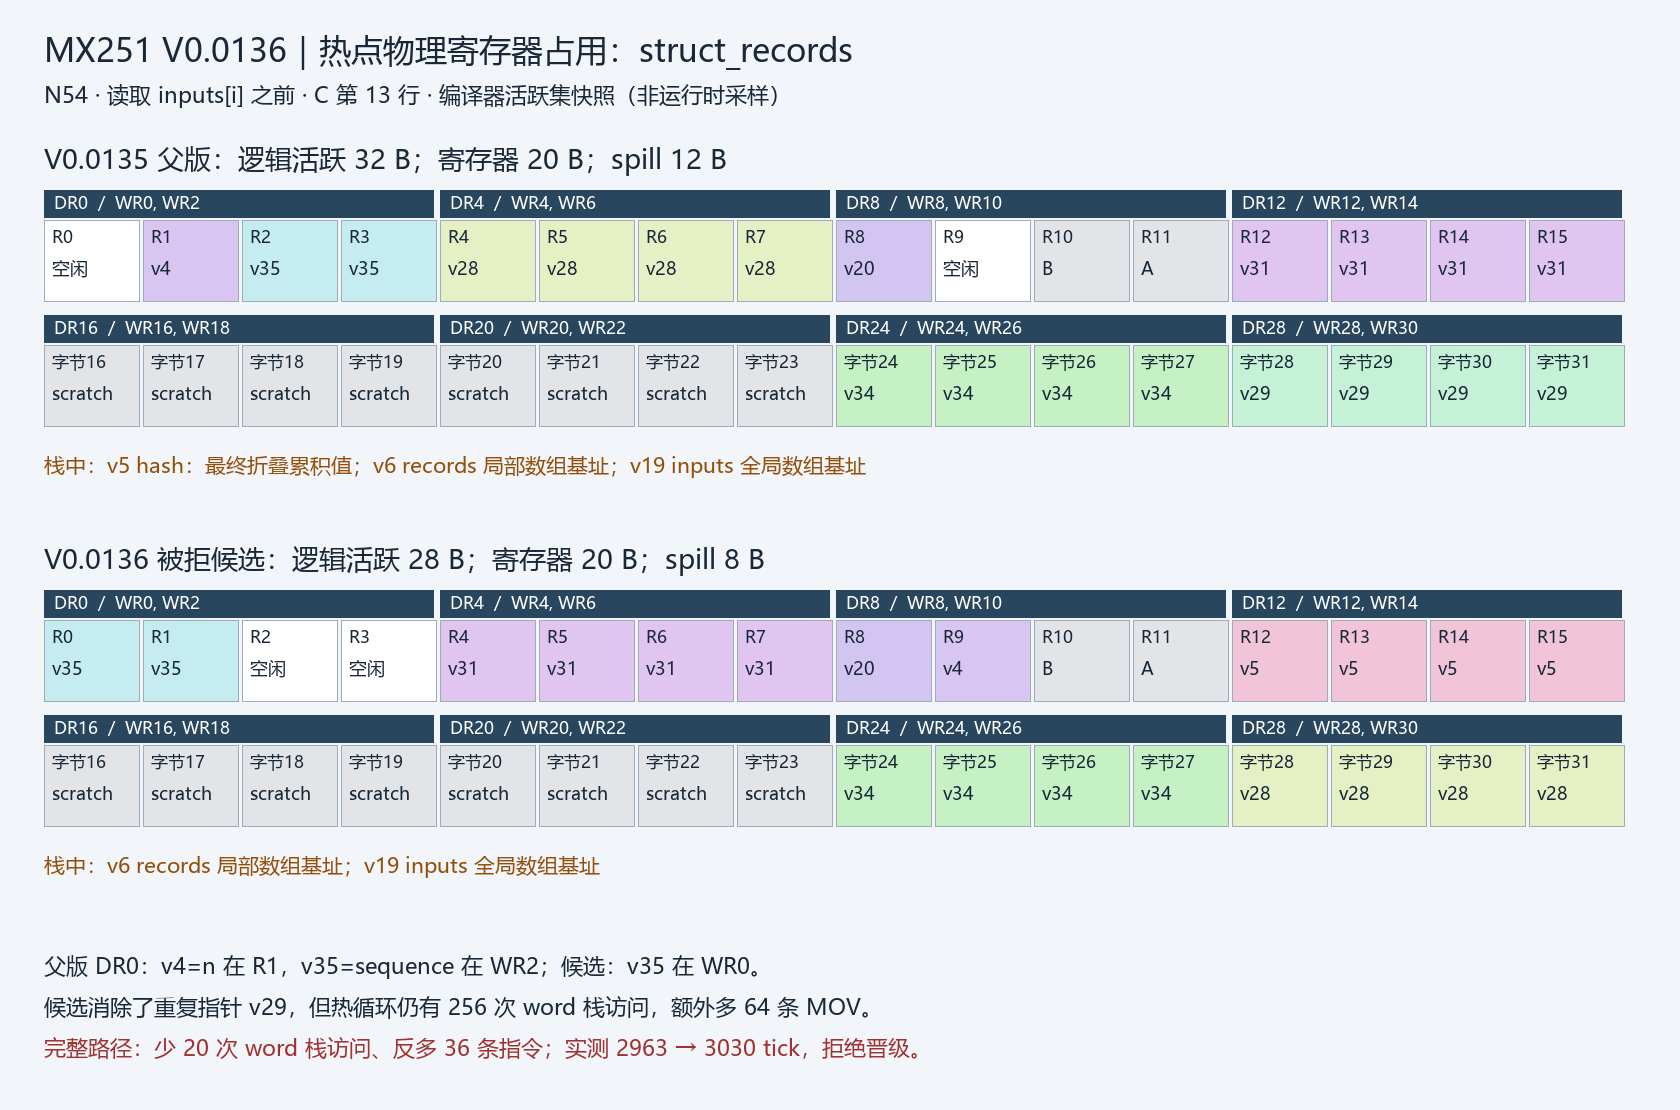 MX251 V0.0136 | 热点物理寄存器占用：struct_records
N54 · 读取 inputs[i] 之前 · C 第 13 行 · 编译器活跃集快照（非运行时采样）
V0.0135 父版：逻辑活跃 32 B；寄存器 20 B；spill 12 B
DR0 / WR0, WR2 DR4 / WR4, WR6 DR8 / WR8, WR10 DR12 / WR12, WR14
R0 R1 R2 R3 R4 R5 R6 R7 R8 R9 R10 R11 R12 R13 R14 R15
空闲 v4 v35 v35 v28 v28 v28 v28 v20 空闲 B A v31 v31 v31 v31
DR16 / WR16, WR18 DR20 / WR20, WR22 DR24 / WR24, WR26 DR28 / WR28, WR30
字节16 字节17 字节18 字节19 字节20 字节21 字节22 字节23 字节24 字节25 字节26 字节27 字节28 字节29 字节30 字节31
scratch scratch scratch scratch scratch scratch scratch scratch v34 v34 v34 v34 v29 v29 v29 v29
栈中：v5 hash：最终折叠累积值；v6 records 局部数组基址；v19 inputs 全局数组基址
V0.0136 被拒候选：逻辑活跃 28 B；寄存器 20 B；spill 8 B
DR0 / WR0, WR2 DR4 / WR4, WR6 DR8 / WR8, WR10 DR12 / WR12, WR14
R0 R1 R2 R3 R4 R5 R6 R7 R8 R9 R10 R11 R12 R13 R14 R15
v35 v35 空闲 空闲 v31 v31 v31 v31 v20 v4 B A v5 v5 v5 v5
DR16 / WR16, WR18 DR20 / WR20, WR22 DR24 / WR24, WR26 DR28 / WR28, WR30
字节16 字节17 字节18 字节19 字节20 字节21 字节22 字节23 字节24 字节25 字节26 字节27 字节28 字节29 字节30 字节31
scratch scratch scratch scratch scratch scratch scratch scratch v34 v34 v34 v34 v28 v28 v28 v28
栈中：v6 records 局部数组基址；v19 inputs 全局数组基址
父版 DR0：v4=n 在 R1，v35=sequence 在 WR2；候选：v35 在 WR0。
候选消除了重复指针 v29，但热循环仍有 256 次 word 栈访问，额外多 64 条 MOV。
完整路径：少 20 次 word 栈访问、反多 36 条指令；实测 2963 → 3030 tick，拒绝晋级。